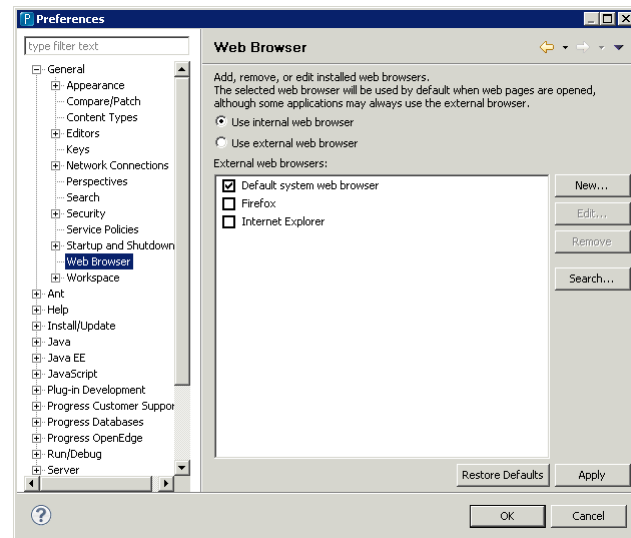 Preferences
type filter text
General
Appearance
Compare/Patch
Content Types
Editors
Keys
Network Connections
Perspectives
Search
Security
Service Policies
Startup and Shutdown
Web Browser
Workspace
Ant
Help
Install/Update
Java
Java EE
JavaScript
Plug-in Development
Progress Customer Suppor
Progress Databases
Progress OpenEdge
Run/Debug
Server
Web Browser
Add, remove, or edit installed web browsers.
The selected web browser will be used by default when web pages are opened,
although some applications may always use the external browser.
Use internal web browser
Use external web browser
External web browsers:
Default system web browser
Firefox
Internet Explorer
New...
Edit...
Remove
Search...
Restore Defaults
Apply
OK
Cancel